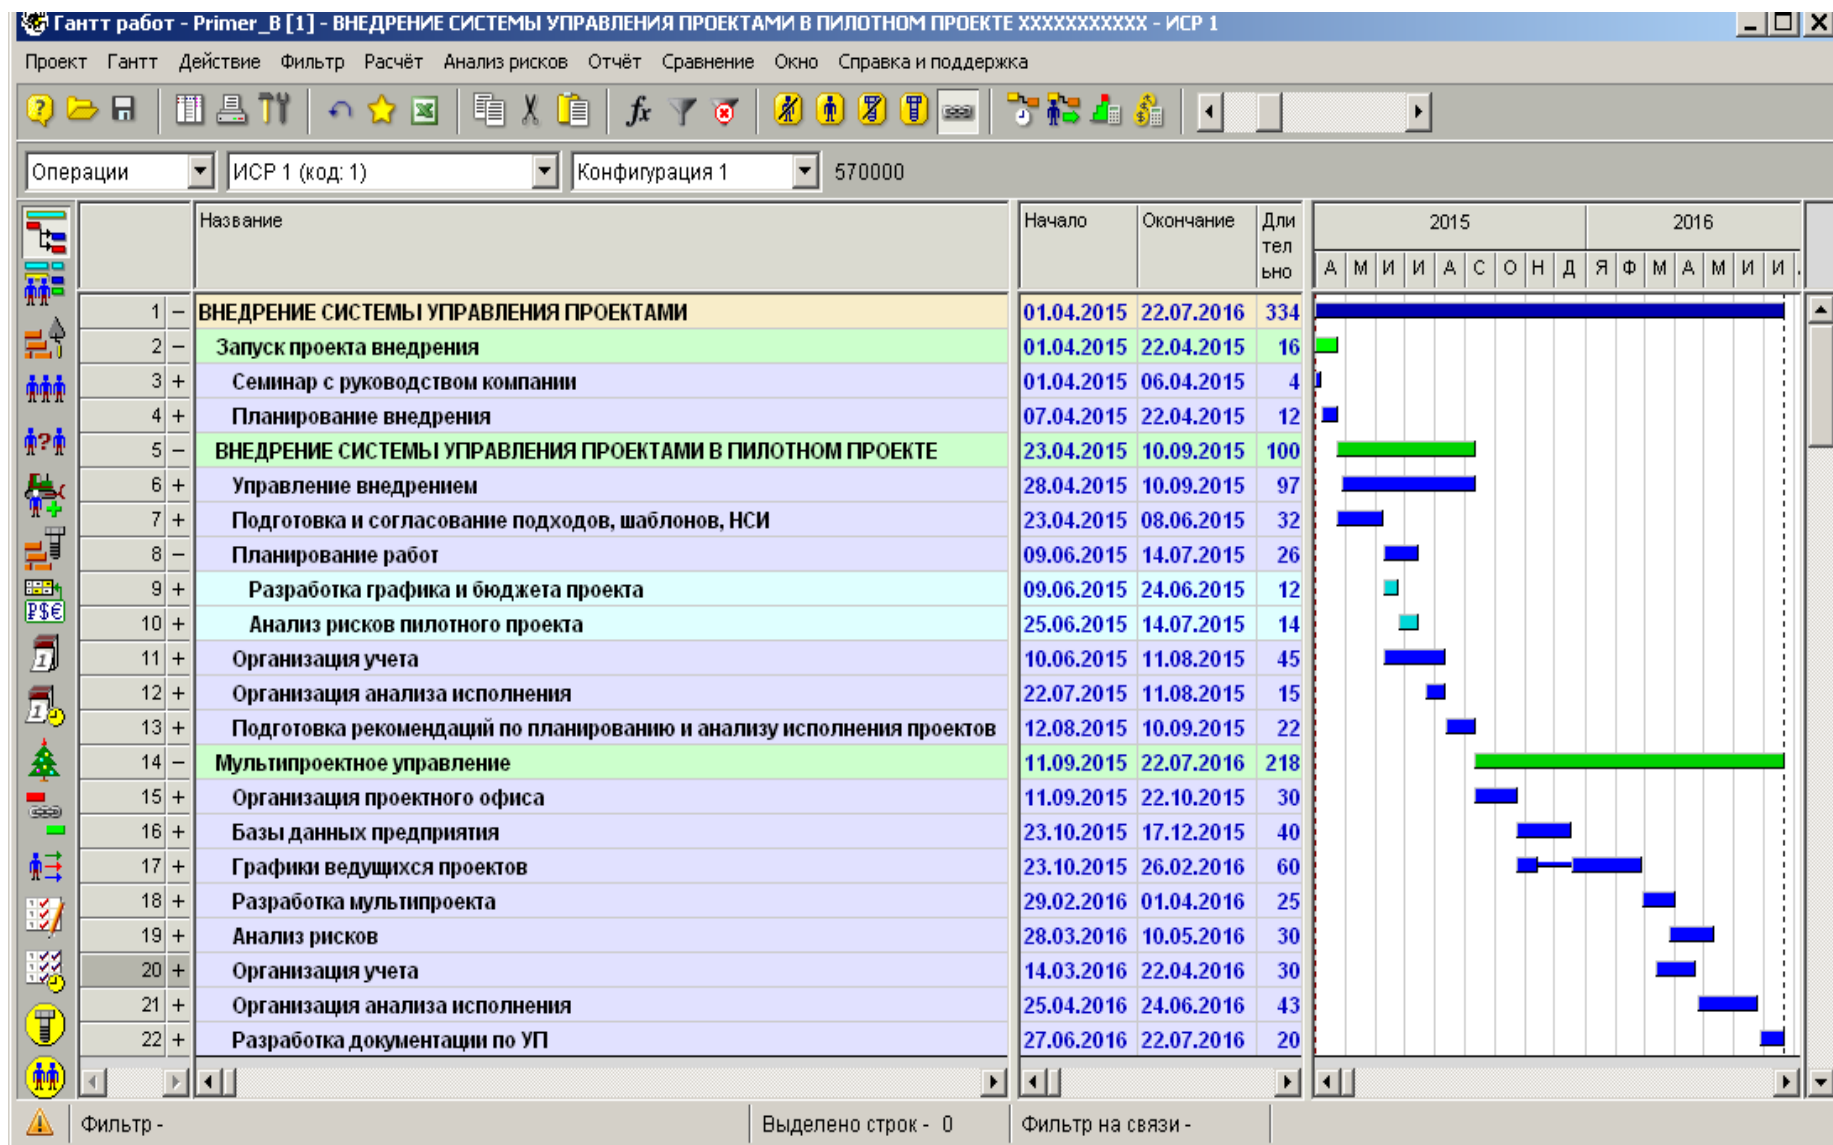 Гантт работ - Primer_B [1] - ВНЕДРЕНИЕ СИСТЕМЫ УПРАВЛЕНИЯ ПРОЕКТАМИ В ПИЛОТНОМ ПРОЕКТЕ XXXXXXXXXXX - ИСР 1
Проект Гантт Действие Фильтр Расчёт Анализ рисков Отчёт Сравнение Окно Справка и поддержка
Операции ИСР 1 (код: 1) Конфигурация 1 570000
Название Начало Окончание Дли 2015 2016
тел
ьно А М И И А С О Н Д Я Ф М А М И И
1 – ВНЕДРЕНИЕ СИСТЕМЫ УПРАВЛЕНИЯ ПРОЕКТАМИ 01.04.2015 22.07.2016 334
2 – Запуск проекта внедрения 01.04.2015 22.04.2015 16
3 + Семинар с руководством компании 01.04.2015 06.04.2015 4
4 + Планирование внедрения 07.04.2015 22.04.2015 12
5 – ВНЕДРЕНИЕ СИСТЕМЫ УПРАВЛЕНИЯ ПРОЕКТАМИ В ПИЛОТНОМ ПРОЕКТЕ 23.04.2015 10.09.2015 100
6 + Управление внедрением 28.04.2015 10.09.2015 97
7 + Подготовка и согласование подходов, шаблонов, НСИ 23.04.2015 08.06.2015 32
8 – Планирование работ 09.06.2015 14.07.2015 26
9 + Разработка графика и бюджета проекта 09.06.2015 24.06.2015 12
10 + Анализ рисков пилотного проекта 25.06.2015 14.07.2015 14
11 + Организация учета 10.06.2015 11.08.2015 45
12 + Организация анализа исполнения 22.07.2015 11.08.2015 15
13 + Подготовка рекомендаций по планированию и анализу исполнения проектов 12.08.2015 10.09.2015 22
14 – Мультипроектное управление 11.09.2015 22.07.2016 218
15 + Организация проектного офиса 11.09.2015 22.10.2015 30
16 + Базы данных предприятия 23.10.2015 17.12.2015 40
17 + Графики ведущихся проектов 23.10.2015 26.02.2016 60
18 + Разработка мультипроекта 29.02.2016 01.04.2016 25
19 + Анализ рисков 28.03.2016 10.05.2016 30
20 + Организация учета 14.03.2016 22.04.2016 30
21 + Организация анализа исполнения 25.04.2016 24.06.2016 43
22 + Разработка документации по УП 27.06.2016 22.07.2016 20
Фильтр - Выделено строк - 0 Фильтр на связи -